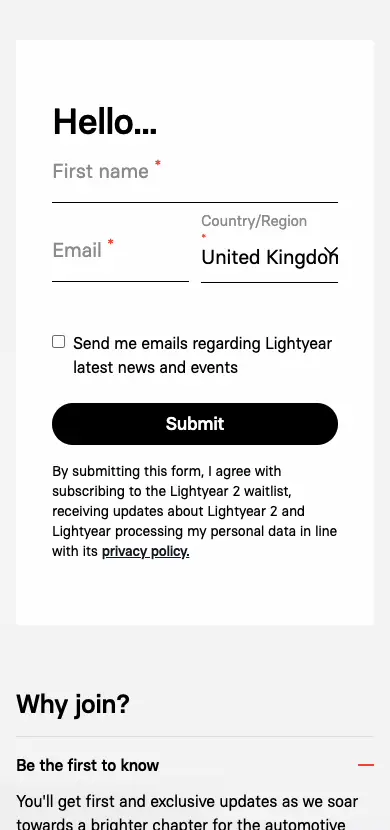 Hello...
First name *
Country/Region
*
Email *
United Kingdom
Send me emails regarding Lightyear
latest news and events
Submit
By submitting this form, I agree with
subscribing to the Lightyear 2 waitlist,
receiving updates about Lightyear 2 and
Lightyear processing my personal data in line
with its privacy policy.
Why join?
Be the first to know
You'll get first and exclusive updates as we soar
towards a brighter chapter for the automotive